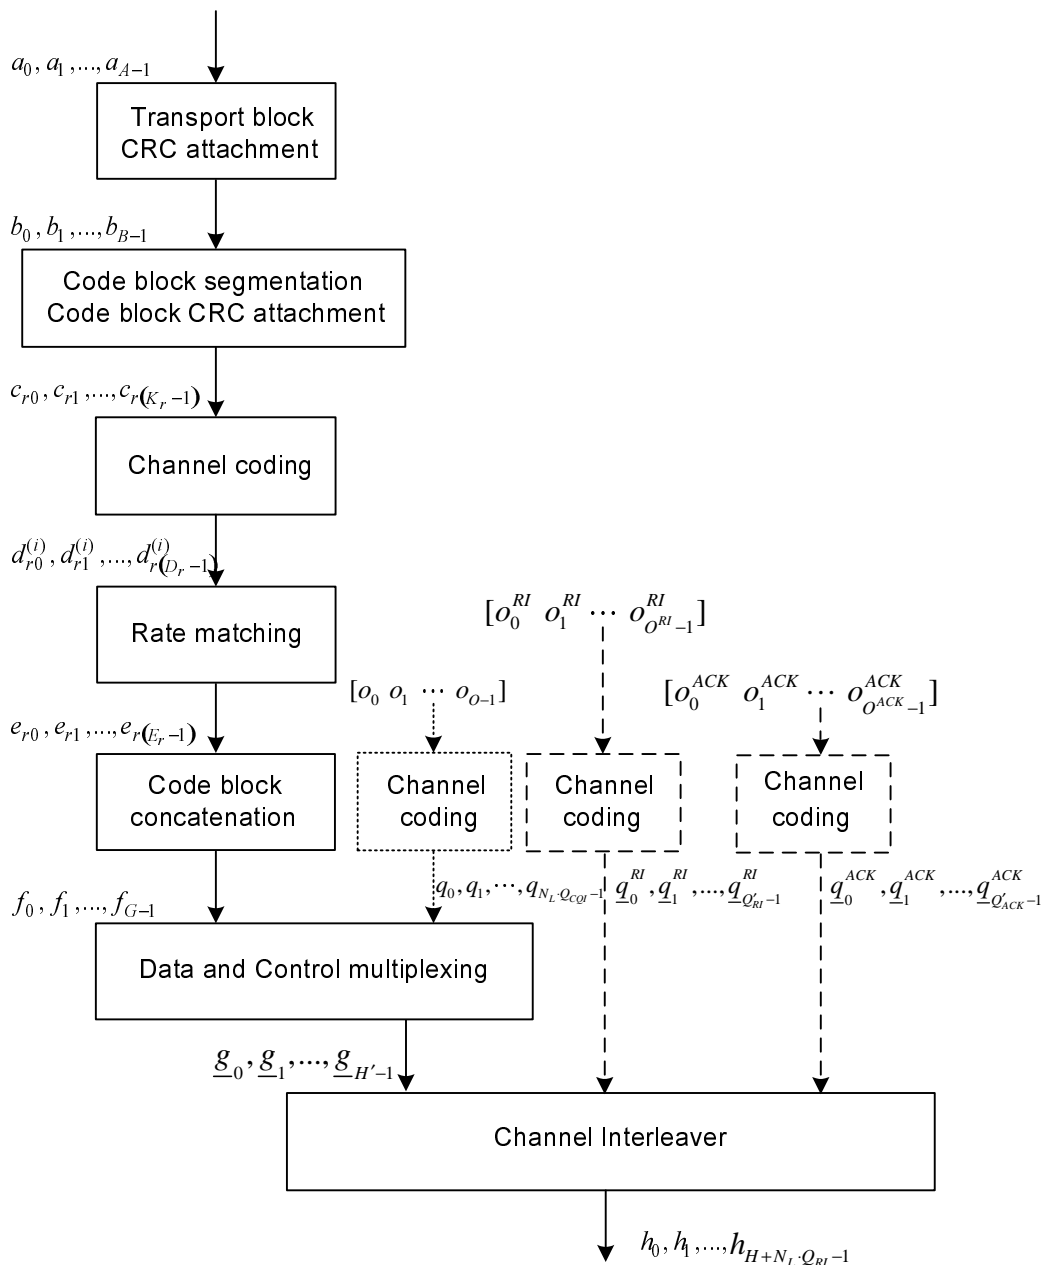 a_0, a_1, ..., a_{A-1}
Transport block
CRC attachment
b_0, b_1, ..., b_{B-1}
Code block segmentation
Code block CRC attachment
c_{r0}, c_{r1}, ..., c_{r(K_r-1)}
Channel coding
d_{r0}^{(i)}, d_{r1}^{(i)}, ..., d_{r(D_r-1)}^{(i)}
Rate matching
[o_0^{RI} o_1^{RI} ⋯ o_{O^{RI}-1}^{RI}]
[o_0 o_1 ⋯ o_{O-1}]
[o_0^{ACK} o_1^{ACK} ⋯ o_{O^{ACK}-1}^{ACK}]
e_{r0}, e_{r1}, ..., e_{r(E_r-1)}
Code block
concatenation
Channel
coding
Channel
coding
Channel
coding
f_0, f_1, ..., f_{G-1}
q_0, q_1, ⋯, q_{N_L·Q_{CQI}-1}
q_0^{RI}, q_1^{RI}, ..., q_{Q'_{RI}-1}^{RI}
q_0^{ACK}, q_1^{ACK}, ..., q_{Q'_{ACK}-1}^{ACK}
Data and Control multiplexing
g_0, g_1, ..., g_{H'-1}
Channel Interleaver
h_0, h_1, ..., h_{H+N_L·Q_{RI}-1}